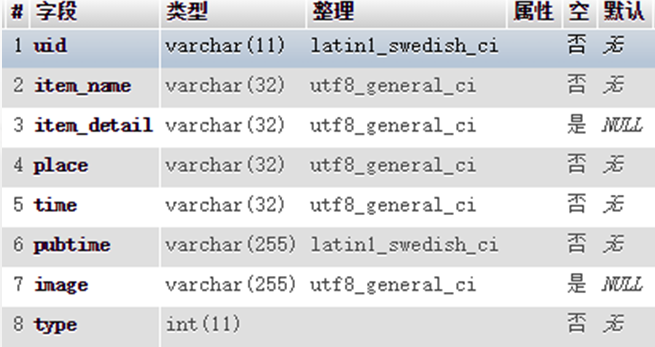 # 字段 类型 整理 属性 空 默认
1 uid varchar(11) latin1_swedish_ci 否 无
2 item_name varchar(32) utf8_general_ci 否 无
3 item_detail varchar(32) utf8_general_ci 是 NULL
4 place varchar(32) utf8_general_ci 否 无
5 time varchar(32) utf8_general_ci 否 无
6 pubtime varchar(255) latin1_swedish_ci 否 无
7 image varchar(255) utf8_general_ci 是 NULL
8 type int(11) 否 无